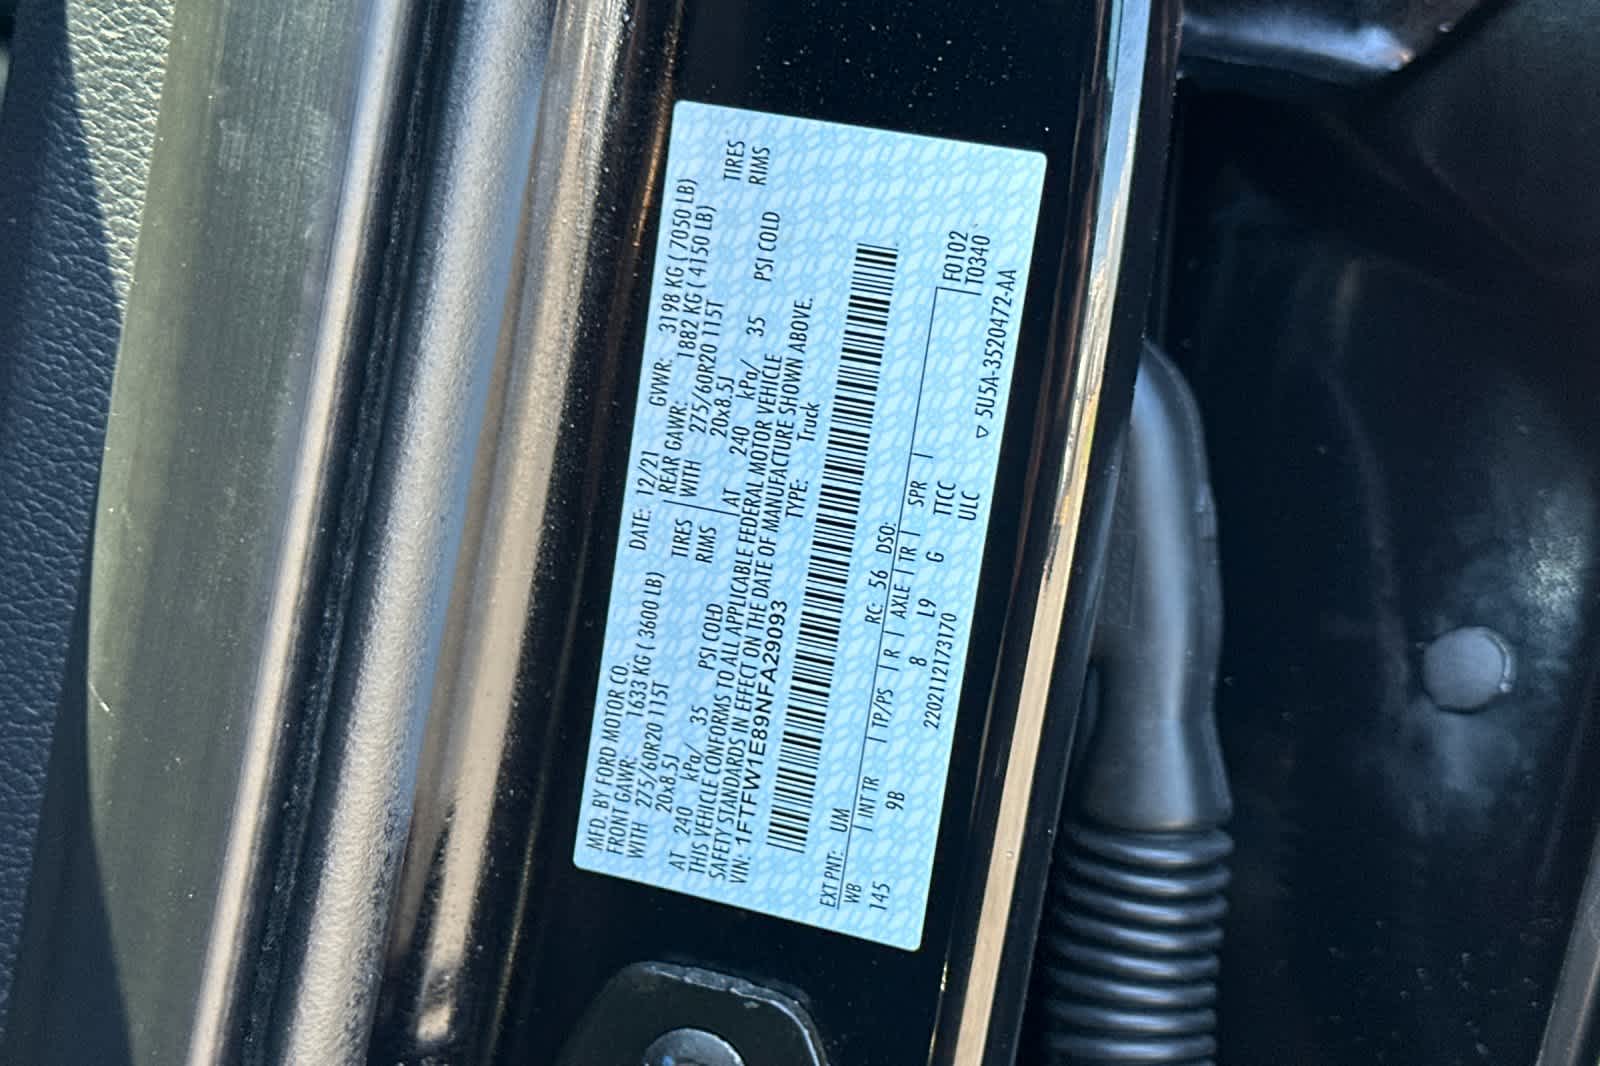 MFD. BY FORD MOTOR CO.
DATE: 12/21 GVWR: 3198 KG ( 7050 LB)
FRONT GAWR: 1633 KG ( 3600 LB) REAR GAWR: 1882 KG ( 4150 LB)
WITH 275/60R20 115T TIRES WITH 275/60R20 115T TIRES
20x8.5J RIMS 20x8.5J RIMS
AT 240 kPa/ 35 PSI COLD AT 240 kPa/ 35 PSI COLD
THIS VEHICLE CONFORMS TO ALL APPLICABLE FEDERAL MOTOR VEHICLE
SAFETY STANDARDS IN EFFECT ON THE DATE OF MANUFACTURE SHOWN ABOVE.
VIN: 1FTFW1E89NFA29093 TYPE: Truck
EXT PNT: UM RC: 56 DSO:
WB INT TR TP/PS R AXLE TR SPR
145 9B 8 L9 G TTCC F0102
ULC T0340
22021121731​70
▽ 5U5A-3520472-AA